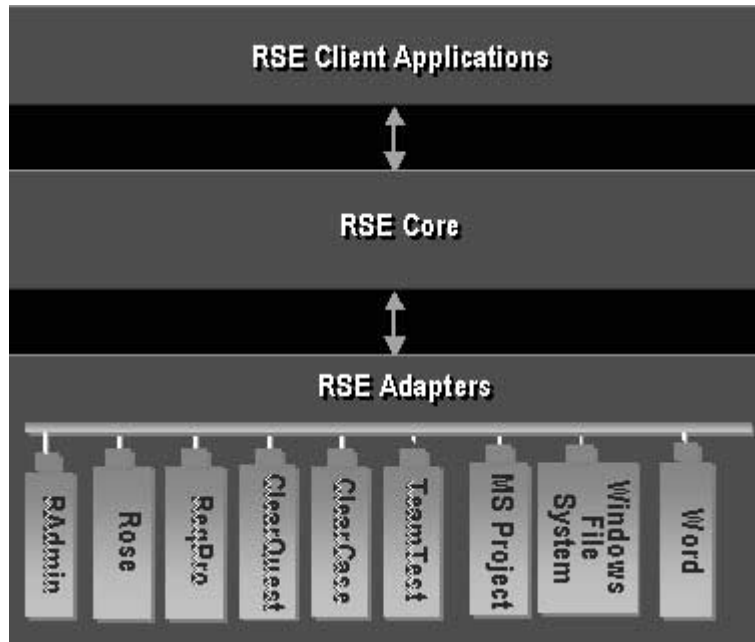 RSE Client Applications
RSE Core
RSE Adapters
RAdmin
Rose
ReqPro
ClearQuest
ClearCase
TeamTest
MS Project
Windows
File
System
Word